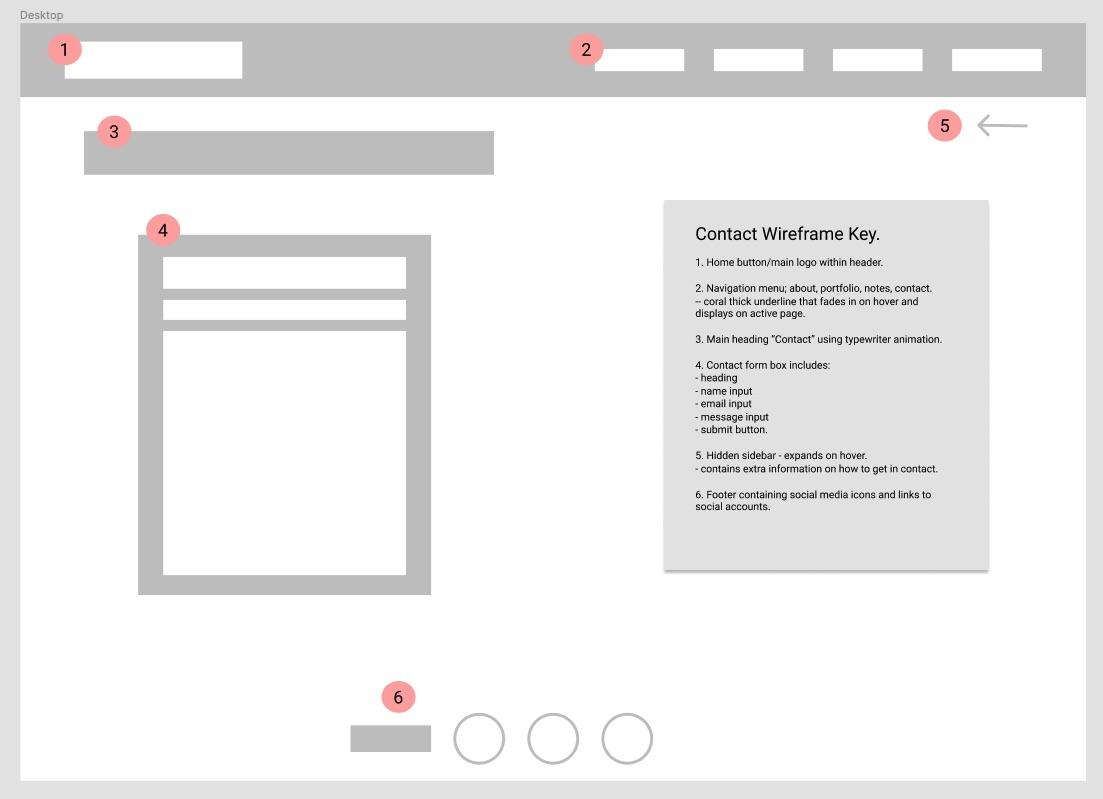 Desktop
1
2
3
5
4
Contact Wireframe Key.
1. Home button/main logo within header.
2. Navigation menu; about, portfolio, notes, contact.
-- coral thick underline that fades in on hover and
displays on active page.
3. Main heading “Contact” using typewriter animation.
4. Contact form box includes:
- heading
- name input
- email input
- message input
- submit button.
5. Hidden sidebar - expands on hover.
- contains extra information on how to get in contact.
6. Footer containing social media icons and links to
social accounts.
6